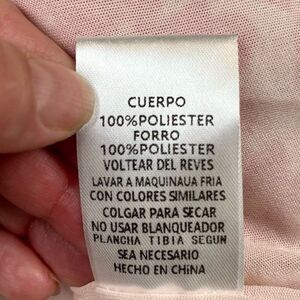 CUERPO
100%POLIESTER
FORRO
100%POLIESTER
VOLTEAR DEL REVES
LAVAR A MAQUINAUA FRIA
CON COLORES SIMILARES
COLGAR PARA SECAR
NO USAR BLANQUEADOR
PLANCHA TIBIA SEGUN
SEA NECESARIO
HECHO EN CHINA